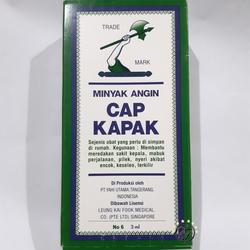 TRADE
MARK
MINYAK ANGIN
CAP
KAPAK
Sejenis obat yang perlu di simpan
di rumah. Kegunaan : Membantu
meredakan sakit kepala, mabuk
perjalanan, pilek, nyeri akibat
encok, keseleo, terkilir
Di Produksi oleh
PT.YAHI UTAMA.TANGERANG
INDONESIA
Dibawah Lisensi
LEUNG KAI FOOK MEDICAL
CO. (PTE LTD) SINGAPORE
No 6 3 ml